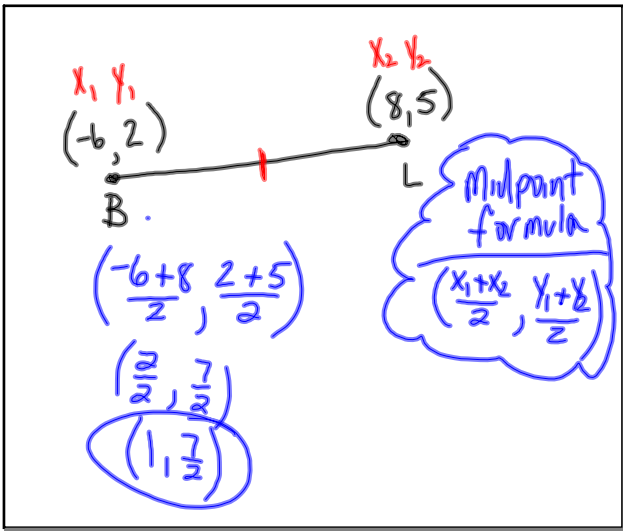 X₁ Y₁
(-6, 2)
X₂ Y₂
(8, 5)
B
L
Midpoint
formula
(X₁+X₂/2, Y₁+Y₂/2)
(-6+8/2, 2+5/2)
(2/2, 7/2)
(1, 7/2)